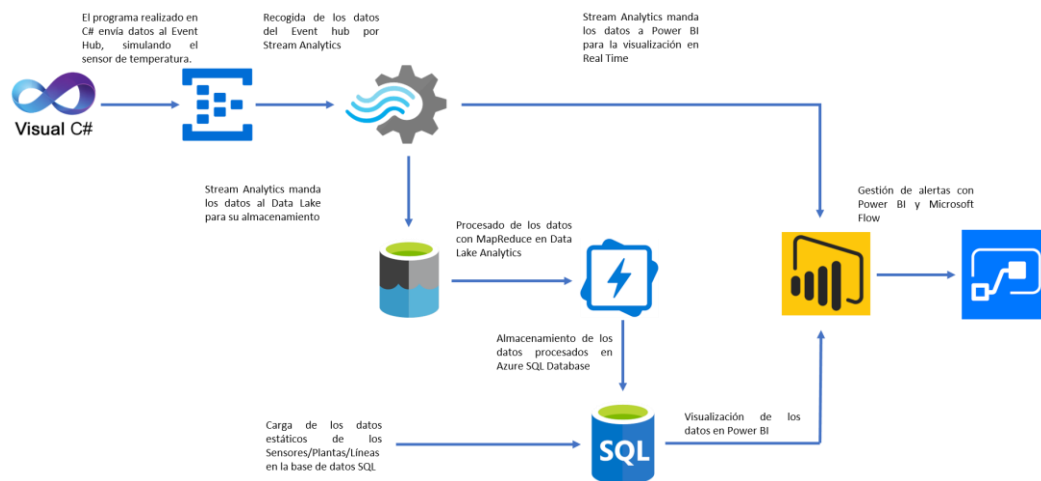 El programa realizado en
C# envía datos al Event
Hub, simulando el
sensor de temperatura.
Recogida de los datos
del Event hub por
Stream Analytics
Stream Analytics manda
los datos a Power BI
para la visualización en
Real Time
Visual C#
Stream Analytics manda
los datos al Data Lake
para su almacenamiento
Gestión de alertas con
Power BI y Microsoft
Flow
Procesado de los datos
con MapReduce en Data
Lake Analytics
Almacenamiento de los
datos procesados en
Azure SQL Database
Carga de los datos
estáticos de los
Sensores/Plantas/Líneas
en la base de datos SQL
SQL
Visualización de los
datos en Power BI